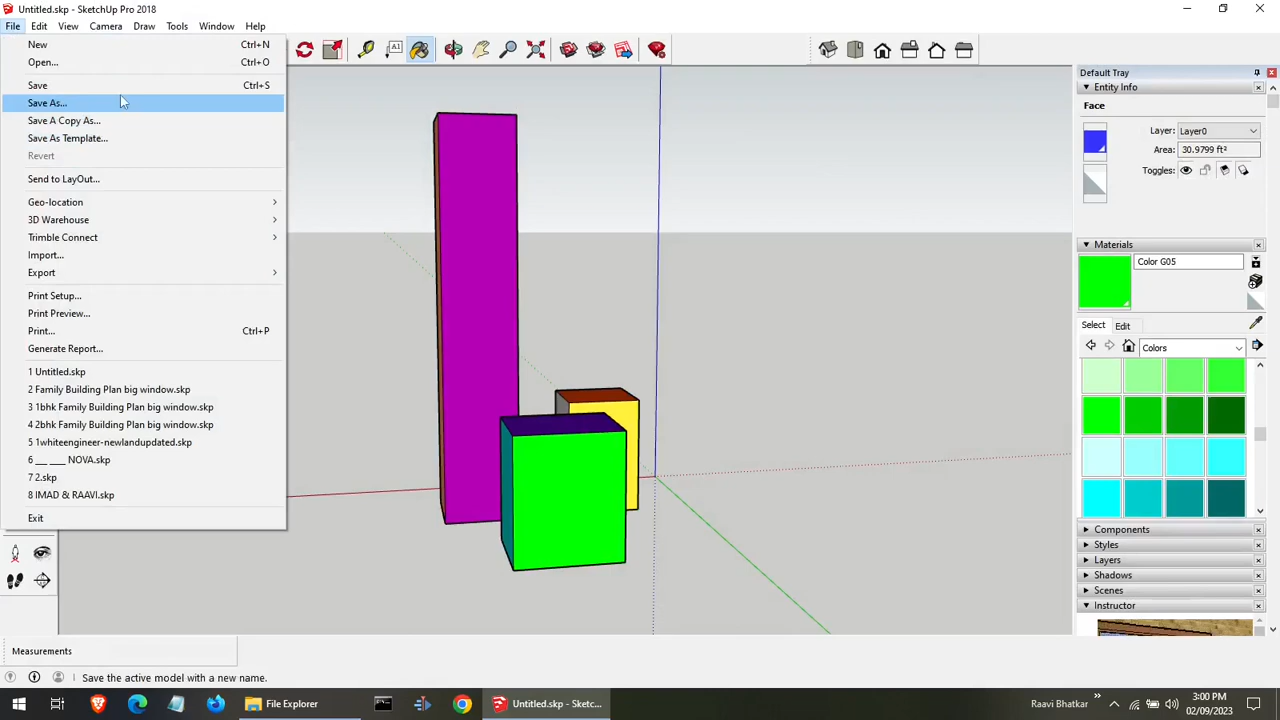 Untitled.skp - SketchUp Pro 2018
File Edit View Camera Draw Tools Window Help
New Ctrl+N
Open... Ctrl+O
Save Ctrl+S
Save As...
Save A Copy As...
Save As Template...
Revert
Send to LayOut...
Geo-location
3D Warehouse
Trimble Connect
Import...
Export
Print Setup...
Print Preview...
Print... Ctrl+P
Generate Report...
1 Untitled.skp
2 Family Building Plan big window.skp
3 1bhk Family Building Plan big window.skp
4 2bhk Family Building Plan big window.skp
5 1whiteengineer-newlandupdated.skp
6 ___ ____ NOVA.skp
7 2.skp
8 IMAD & RAAVI.skp
Exit
A1
Default Tray
Entity Info
Face
Layer: Layer0
Area: 30.9799 ft²
Toggles:
Materials
Color G05
Select Edit
Colors
Components
Styles
Layers
Shadows
Scenes
Instructor
Measurements
Save the active model with a new name.
File Explorer
Untitled.skp - Sketc...
Raavi Bhatkar
3:00 PM
02/09/2023